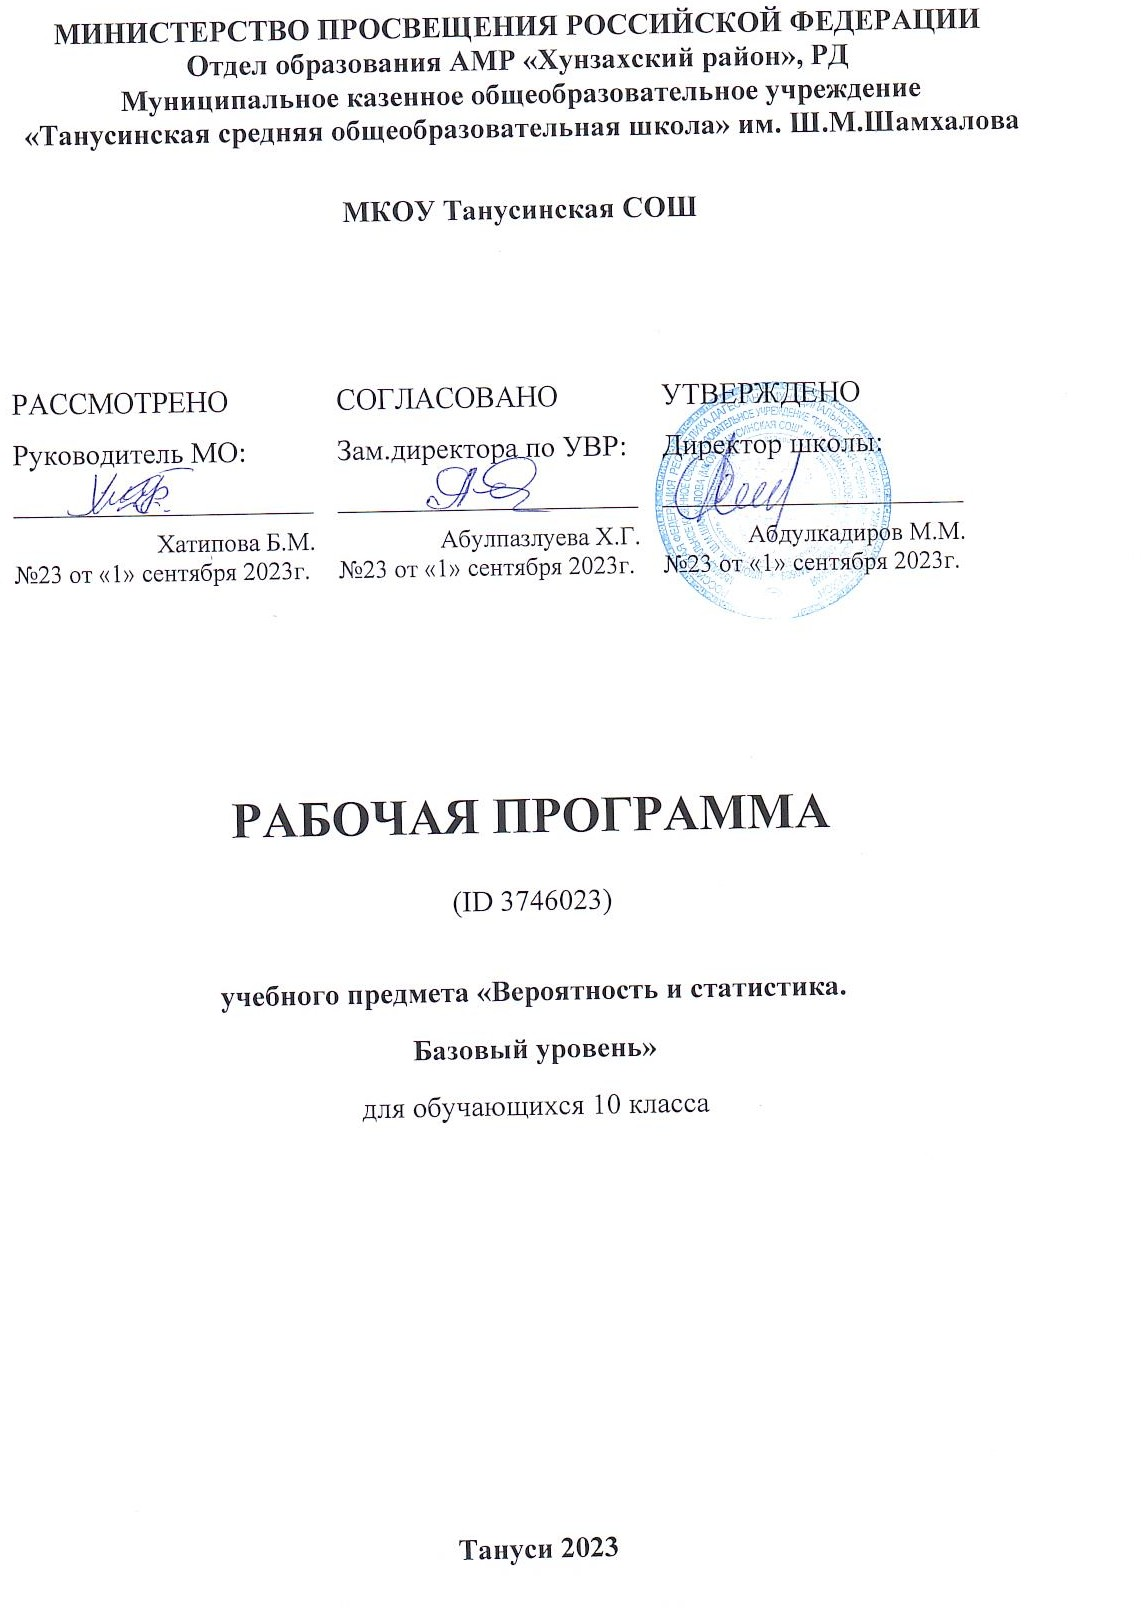 МИНИСТЕРСТВО ПРОСВЕЩЕНИЯ РОССИЙСКОЙ ФЕДЕРАЦИИ
Отдел образования АМР «Хунзахский район», РД
Муниципальное казенное общеобразовательное учреждение
«Танусинская средняя общеобразовательная школа» им. Ш.М.Шамхалова
МКОУ Танусинская СОШ
РАССМОТРЕНО
Руководитель МО:
Хатипова Б.М.
№23 от «1» сентября 2023г.
СОГЛАСОВАНО
Зам.директора по УВР:
Абулпазлуева Х.Г.
№23 от «1» сентября 2023г.
УТВЕРЖДЕНО
Директор школы:
Абдулкадиров М.М.
№23 от «1» сентября 2023г.
РАБОЧАЯ ПРОГРАММА
(ID 3746023)
учебного предмета «Вероятность и статистика.
Базовый уровень»
для обучающихся 10 класса
Тануси 2023